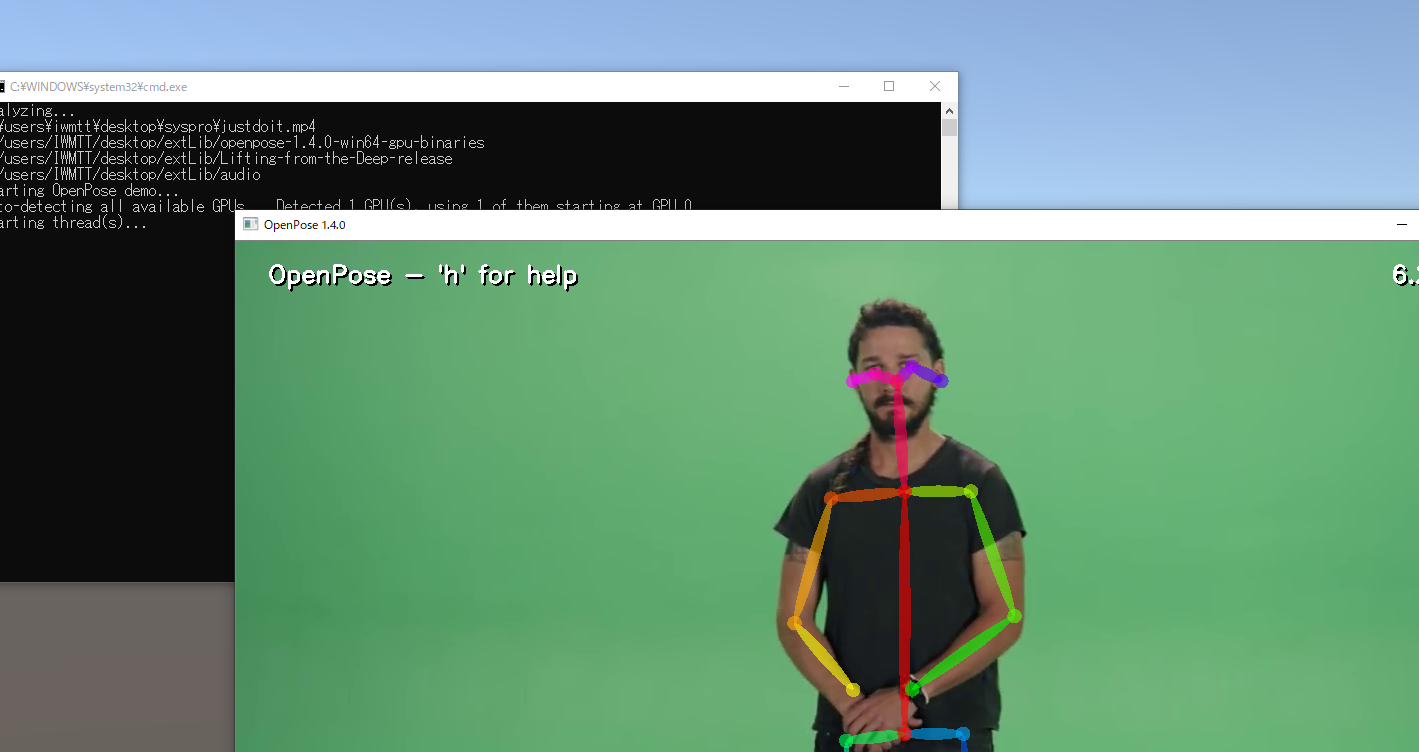 C:¥WINDOWS¥system32¥cmd.exe
alyzing...
¥users¥iwmtt¥desktop¥syspro¥justdoit.mp4
/users/IWMTT/desktop/extLib/openpose-1.4.0-win64-gpu-binaries
/users/IWMTT/desktop/extLib/Lifting-from-the-Deep-release
/users/IWMTT/desktop/extLib/audio
arting OpenPose demo...
to-detecting all available GPUs... Detected 1 GPU(s), using 1 of them starting at GPU 0.
arting thread(s)...
OpenPose 1.4.0
OpenPose - 'h' for help
6.